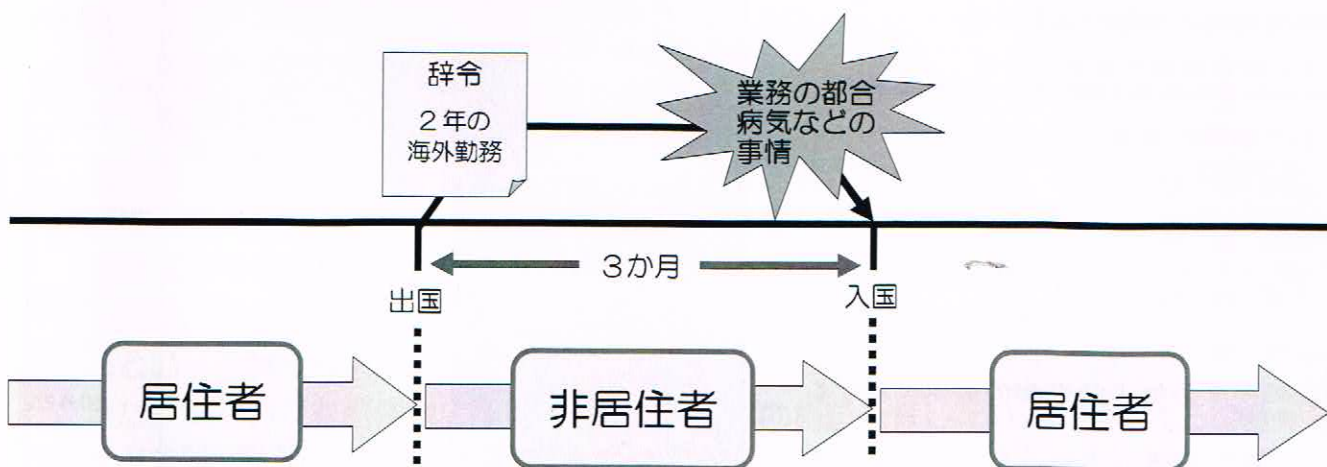 辞令
２年の
海外勤務
業務の都合
病気などの
事情
３か月
出国
入国
居住者
非居住者
居住者